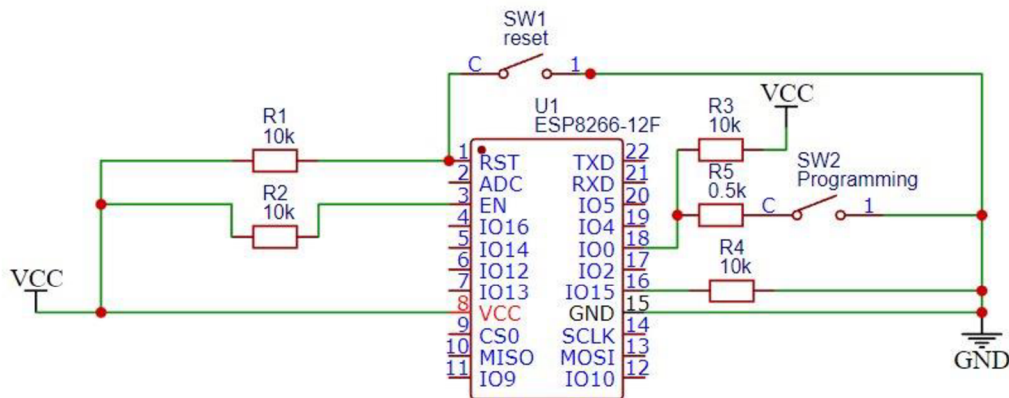 SW1
reset
C 1
U1
ESP8266-12F
R1
10k
R2
10k
R3
10k
VCC
R5
0.5k
SW2
Programming
C 1
R4
10k
VCC
GND
1 RST TXD 22
2 ADC RXD 21
3 EN IO5 20
4 IO16 IO4 19
5 IO14 IO0 18
6 IO12 IO2 17
7 IO13 IO15 16
8 VCC GND 15
9 CS0 SCLK 14
10 MISO MOSI 13
11 IO9 IO10 12